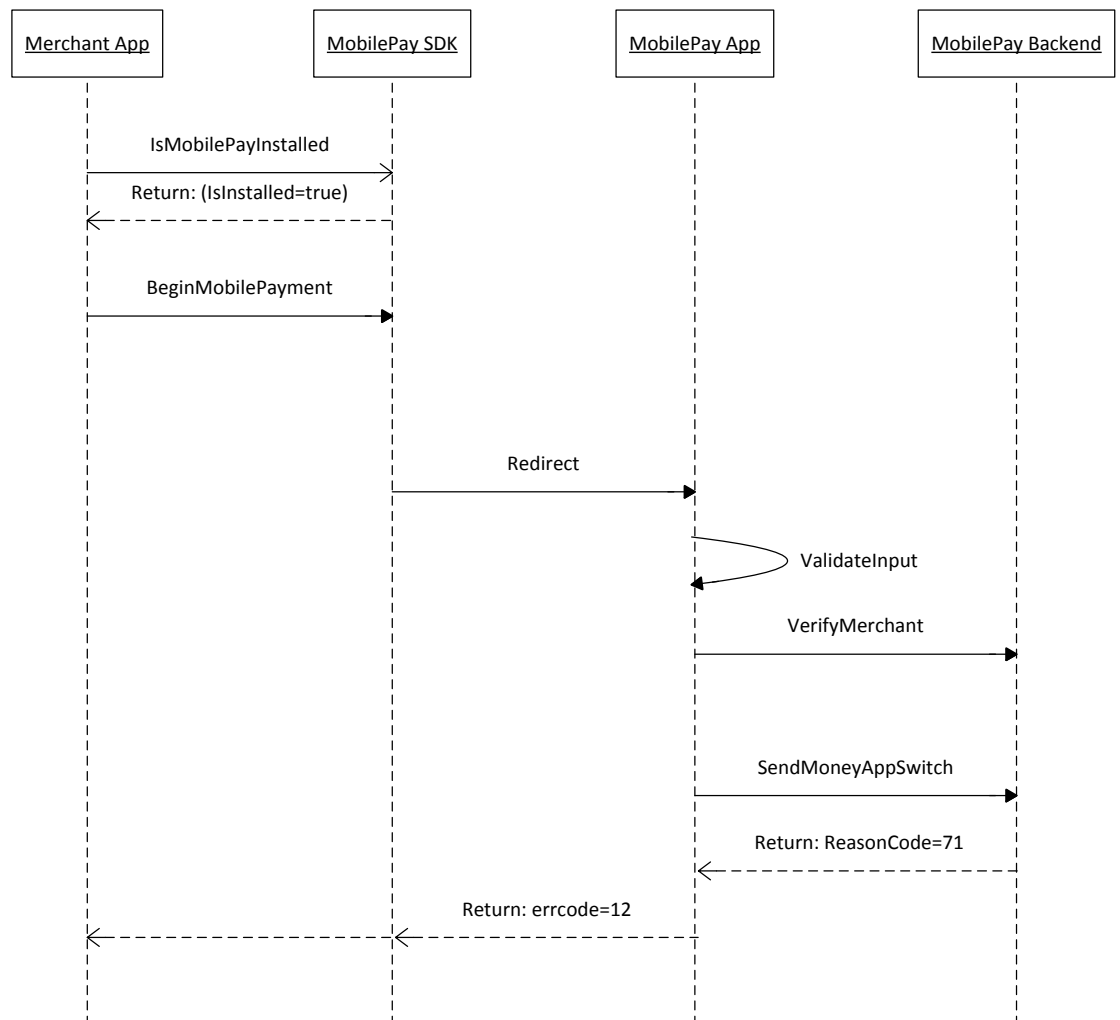 Merchant App
MobilePay SDK
MobilePay App
MobilePay Backend
IsMobilePayInstalled
Return: (IsInstalled=true)
BeginMobilePayment
Redirect
ValidateInput
VerifyMerchant
SendMoneyAppSwitch
Return: ReasonCode=71
Return: errcode=12